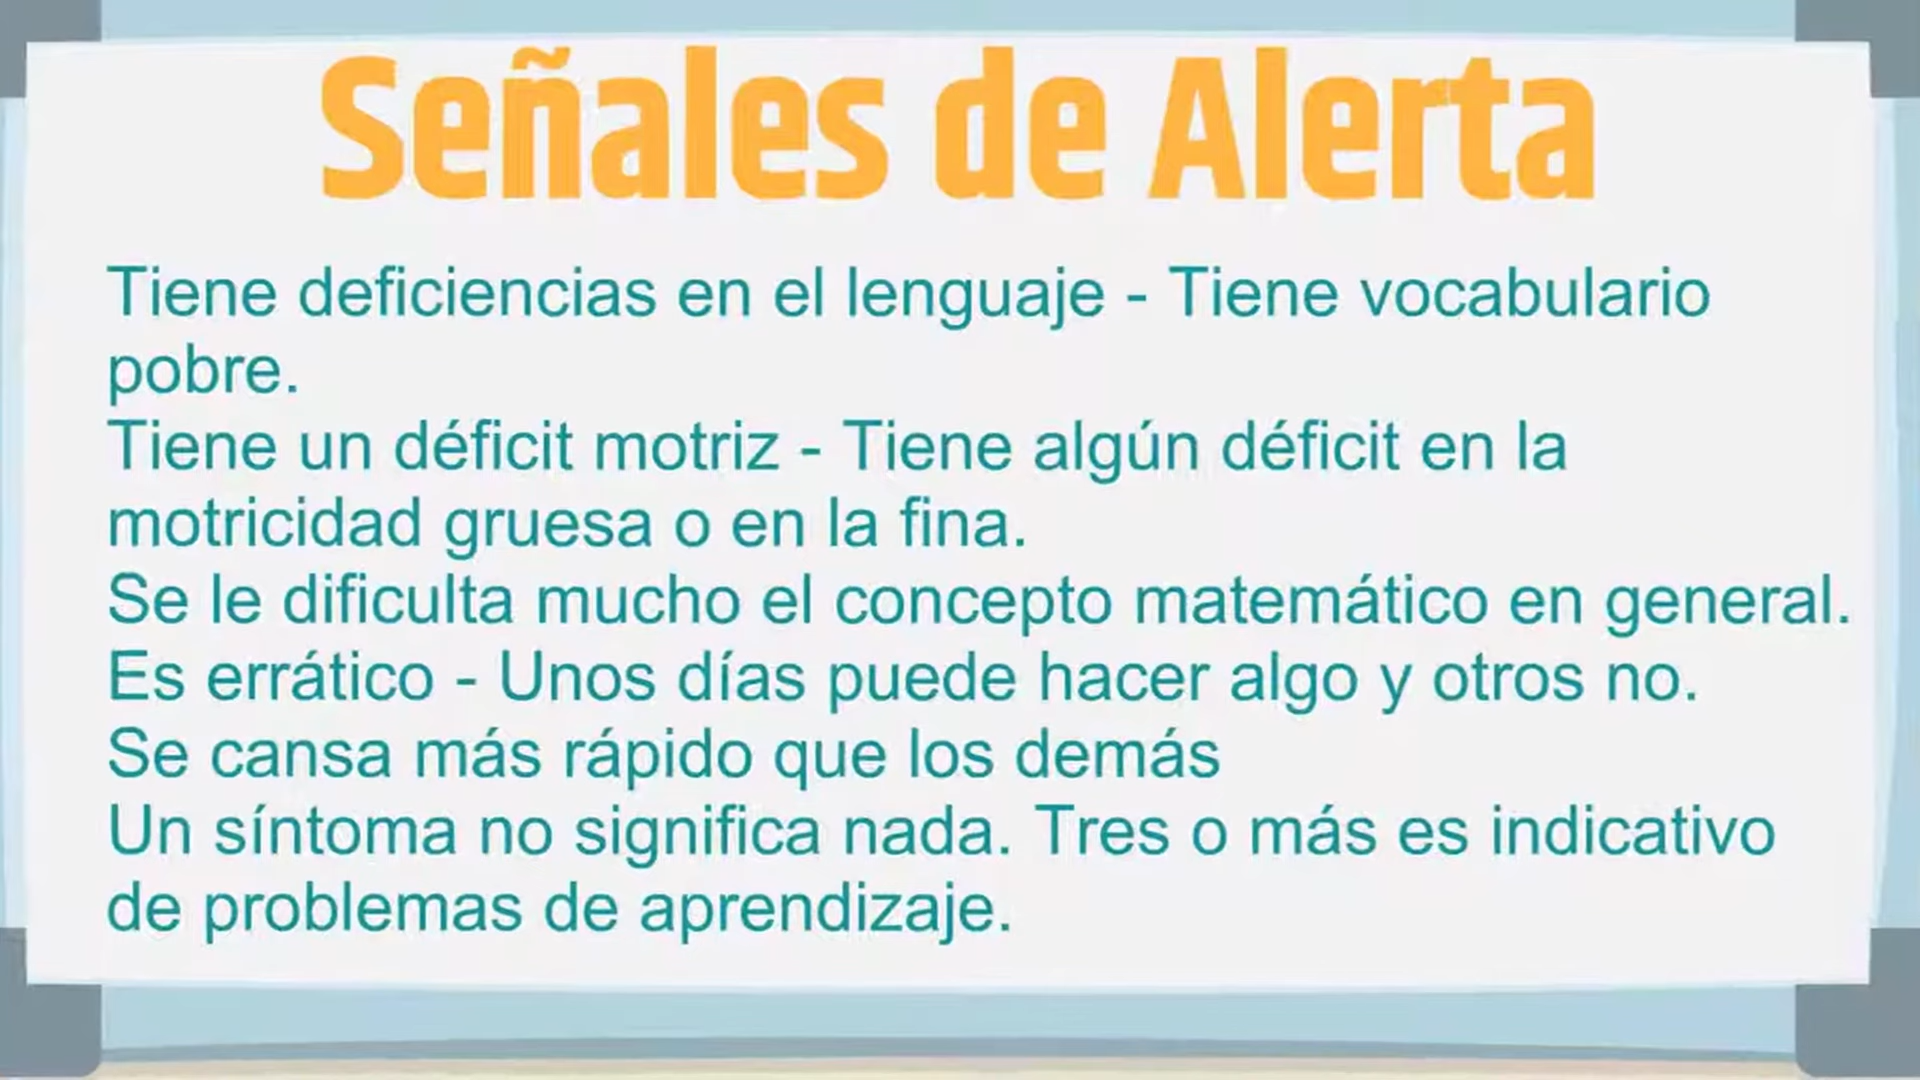 Señales de Alerta
Tiene deficiencias en el lenguaje - Tiene vocabulario
pobre.
Tiene un déficit motriz - Tiene algún déficit en la
motricidad gruesa o en la fina.
Se le dificulta mucho el concepto matemático en general.
Es errático - Unos días puede hacer algo y otros no.
Se cansa más rápido que los demás
Un síntoma no significa nada. Tres o más es indicativo
de problemas de aprendizaje.